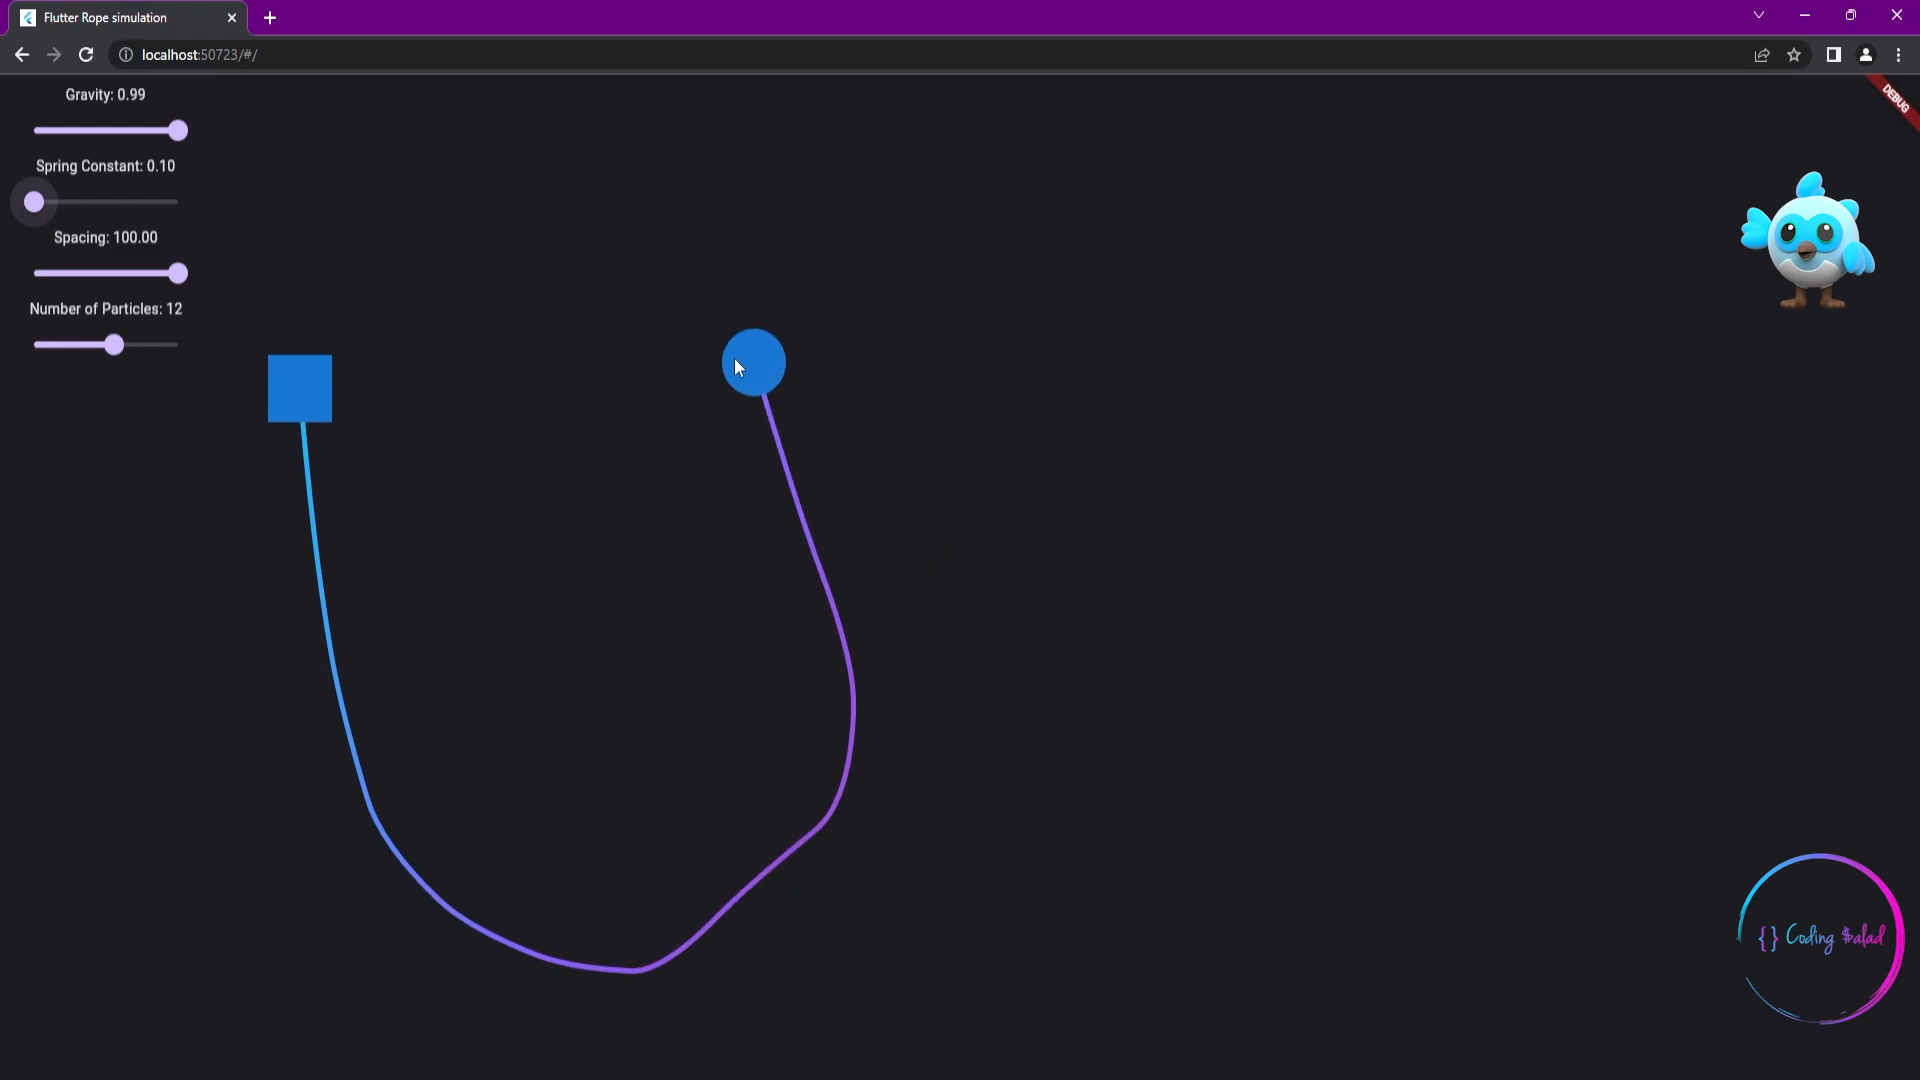 Flutter Rope simulation
localhost:50723/#/
DEBUG
Gravity: 0.99
Spring Constant: 0.10
Spacing: 100.00
Number of Particles: 12
{} Coding $alad